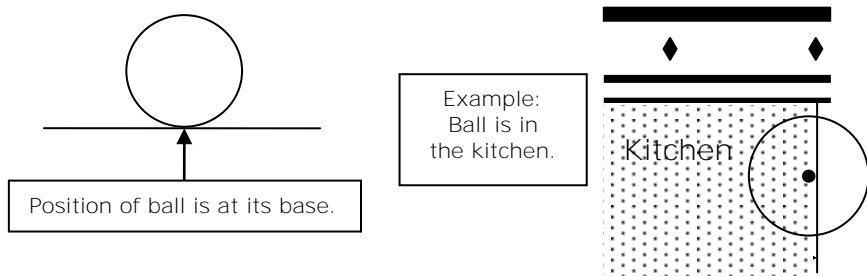 Position of ball is at its base.
Example:
Ball is in
the kitchen.
Kitchen